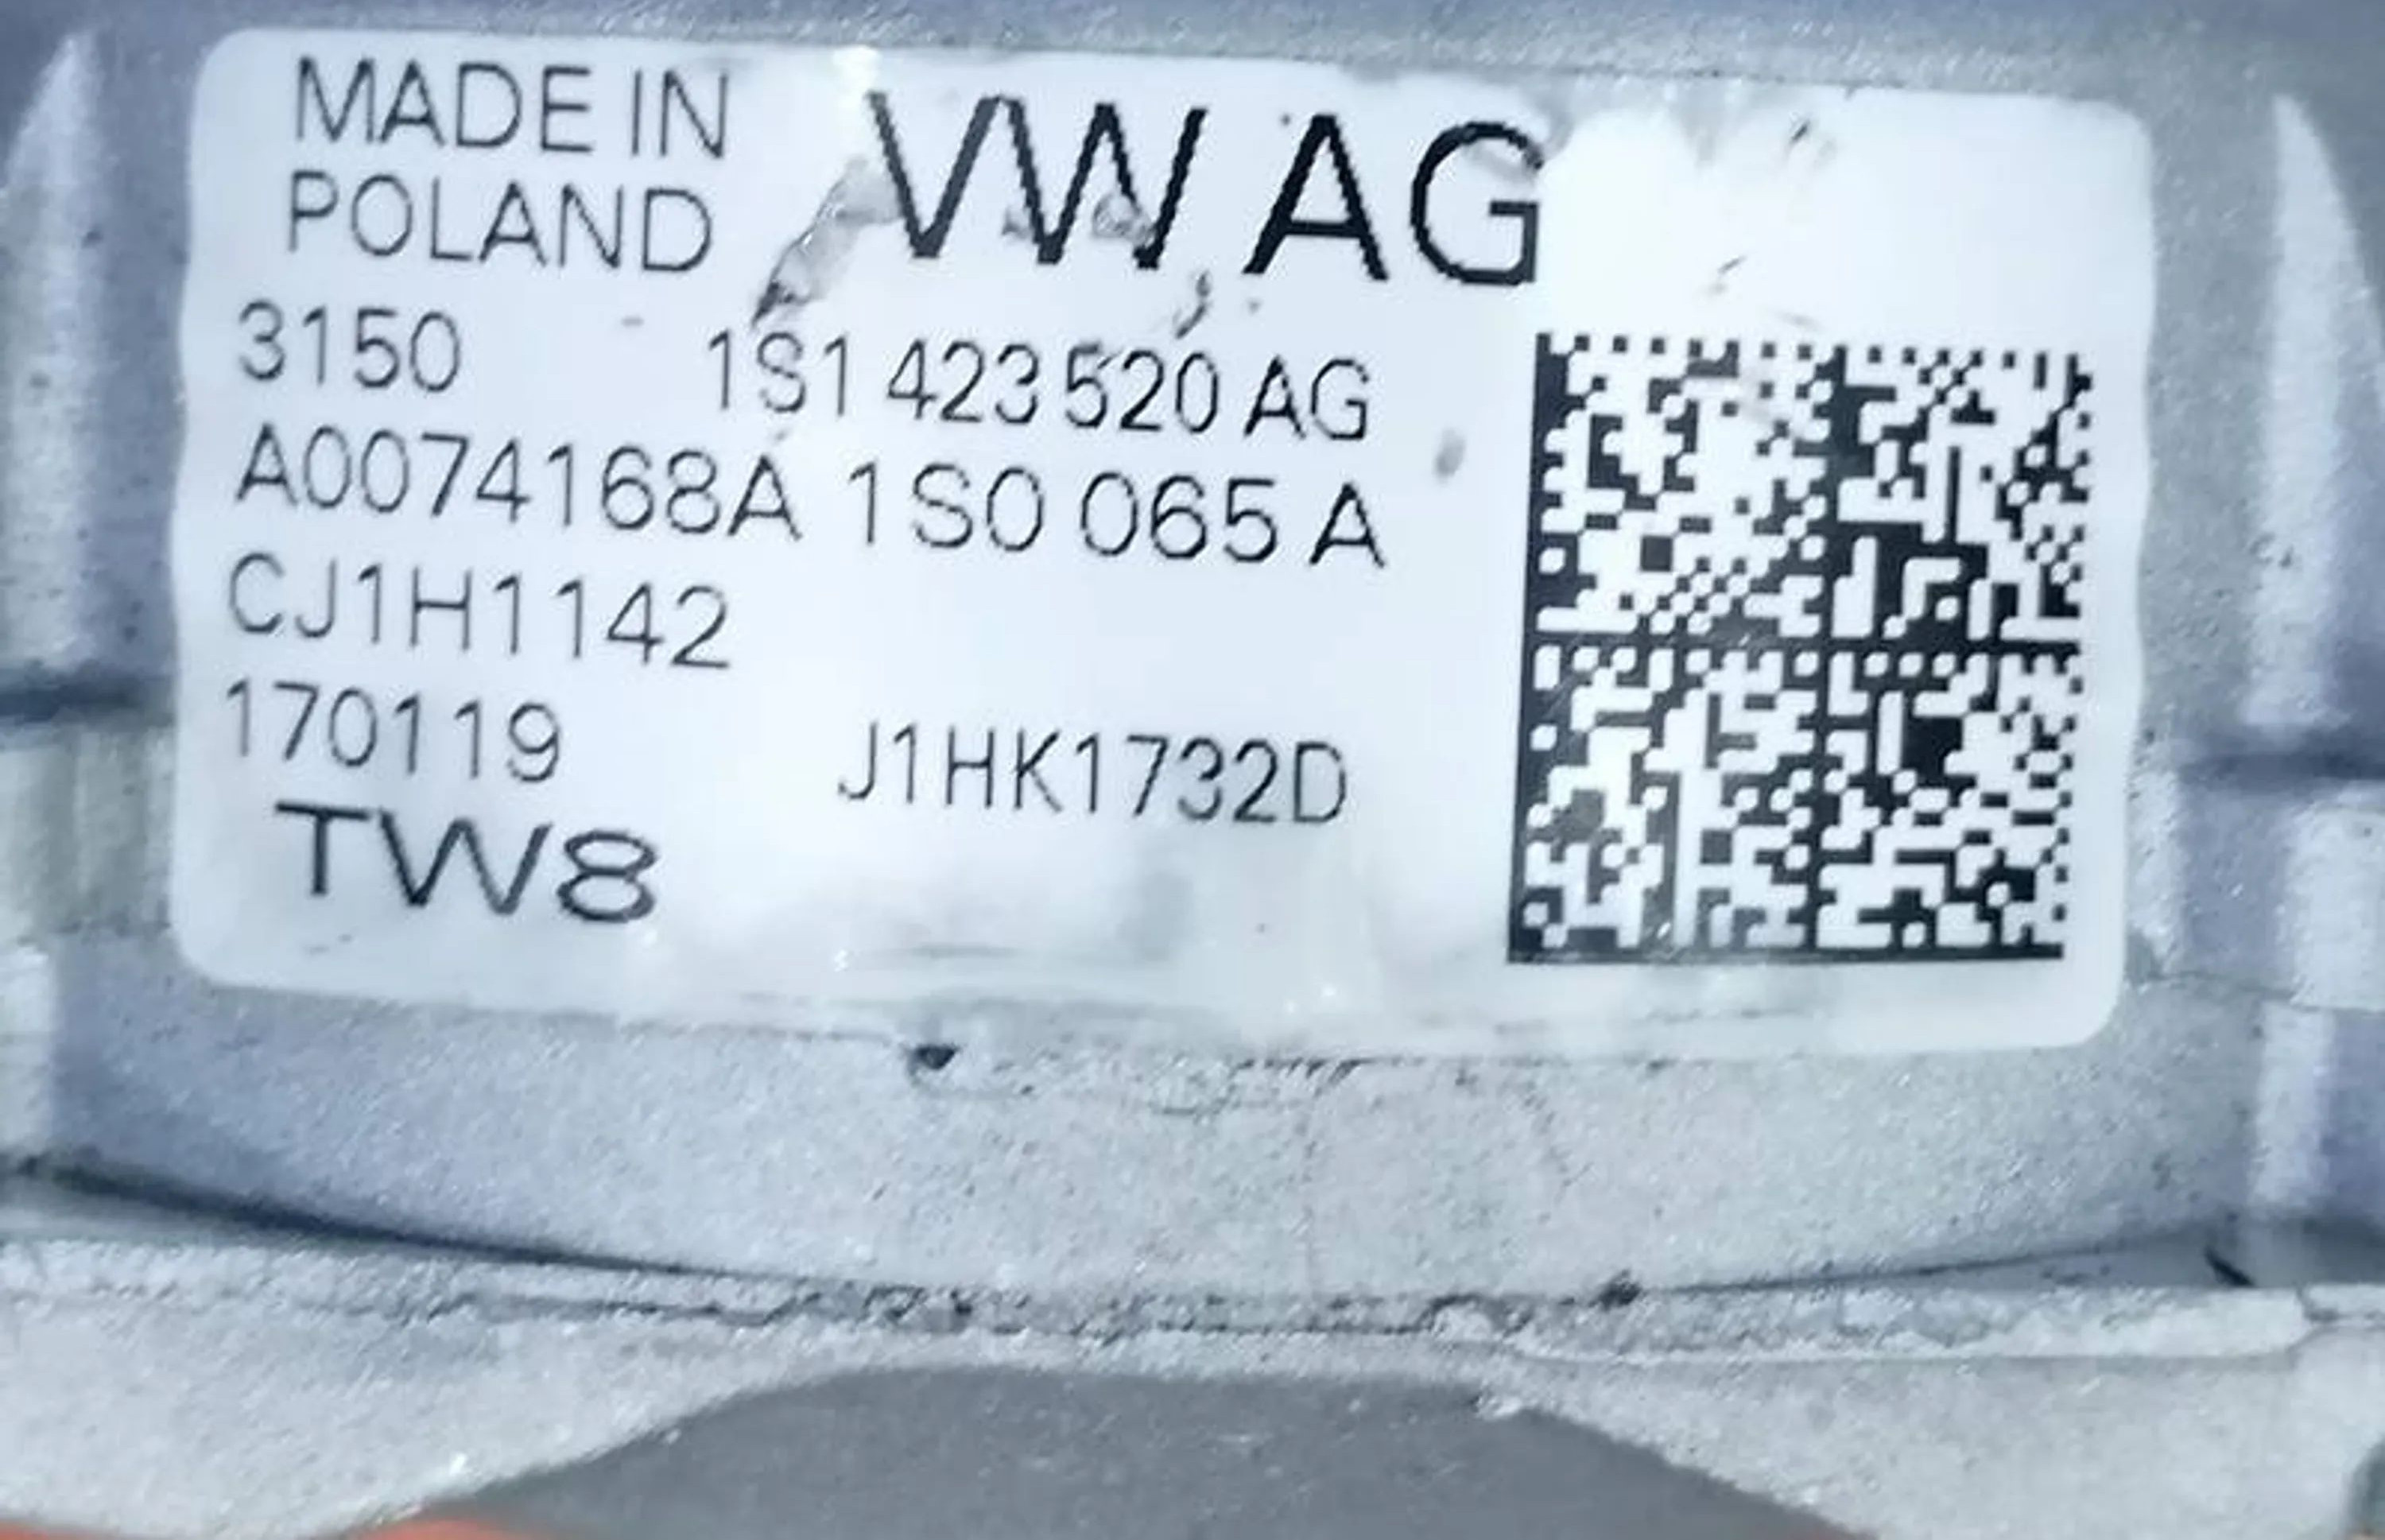 MADE IN
POLAND
VW AG
3150 1S1 423 520 AG
A0074168A 1S0 065 A
CJ1H1142
170119 J1HK1732D
TW8